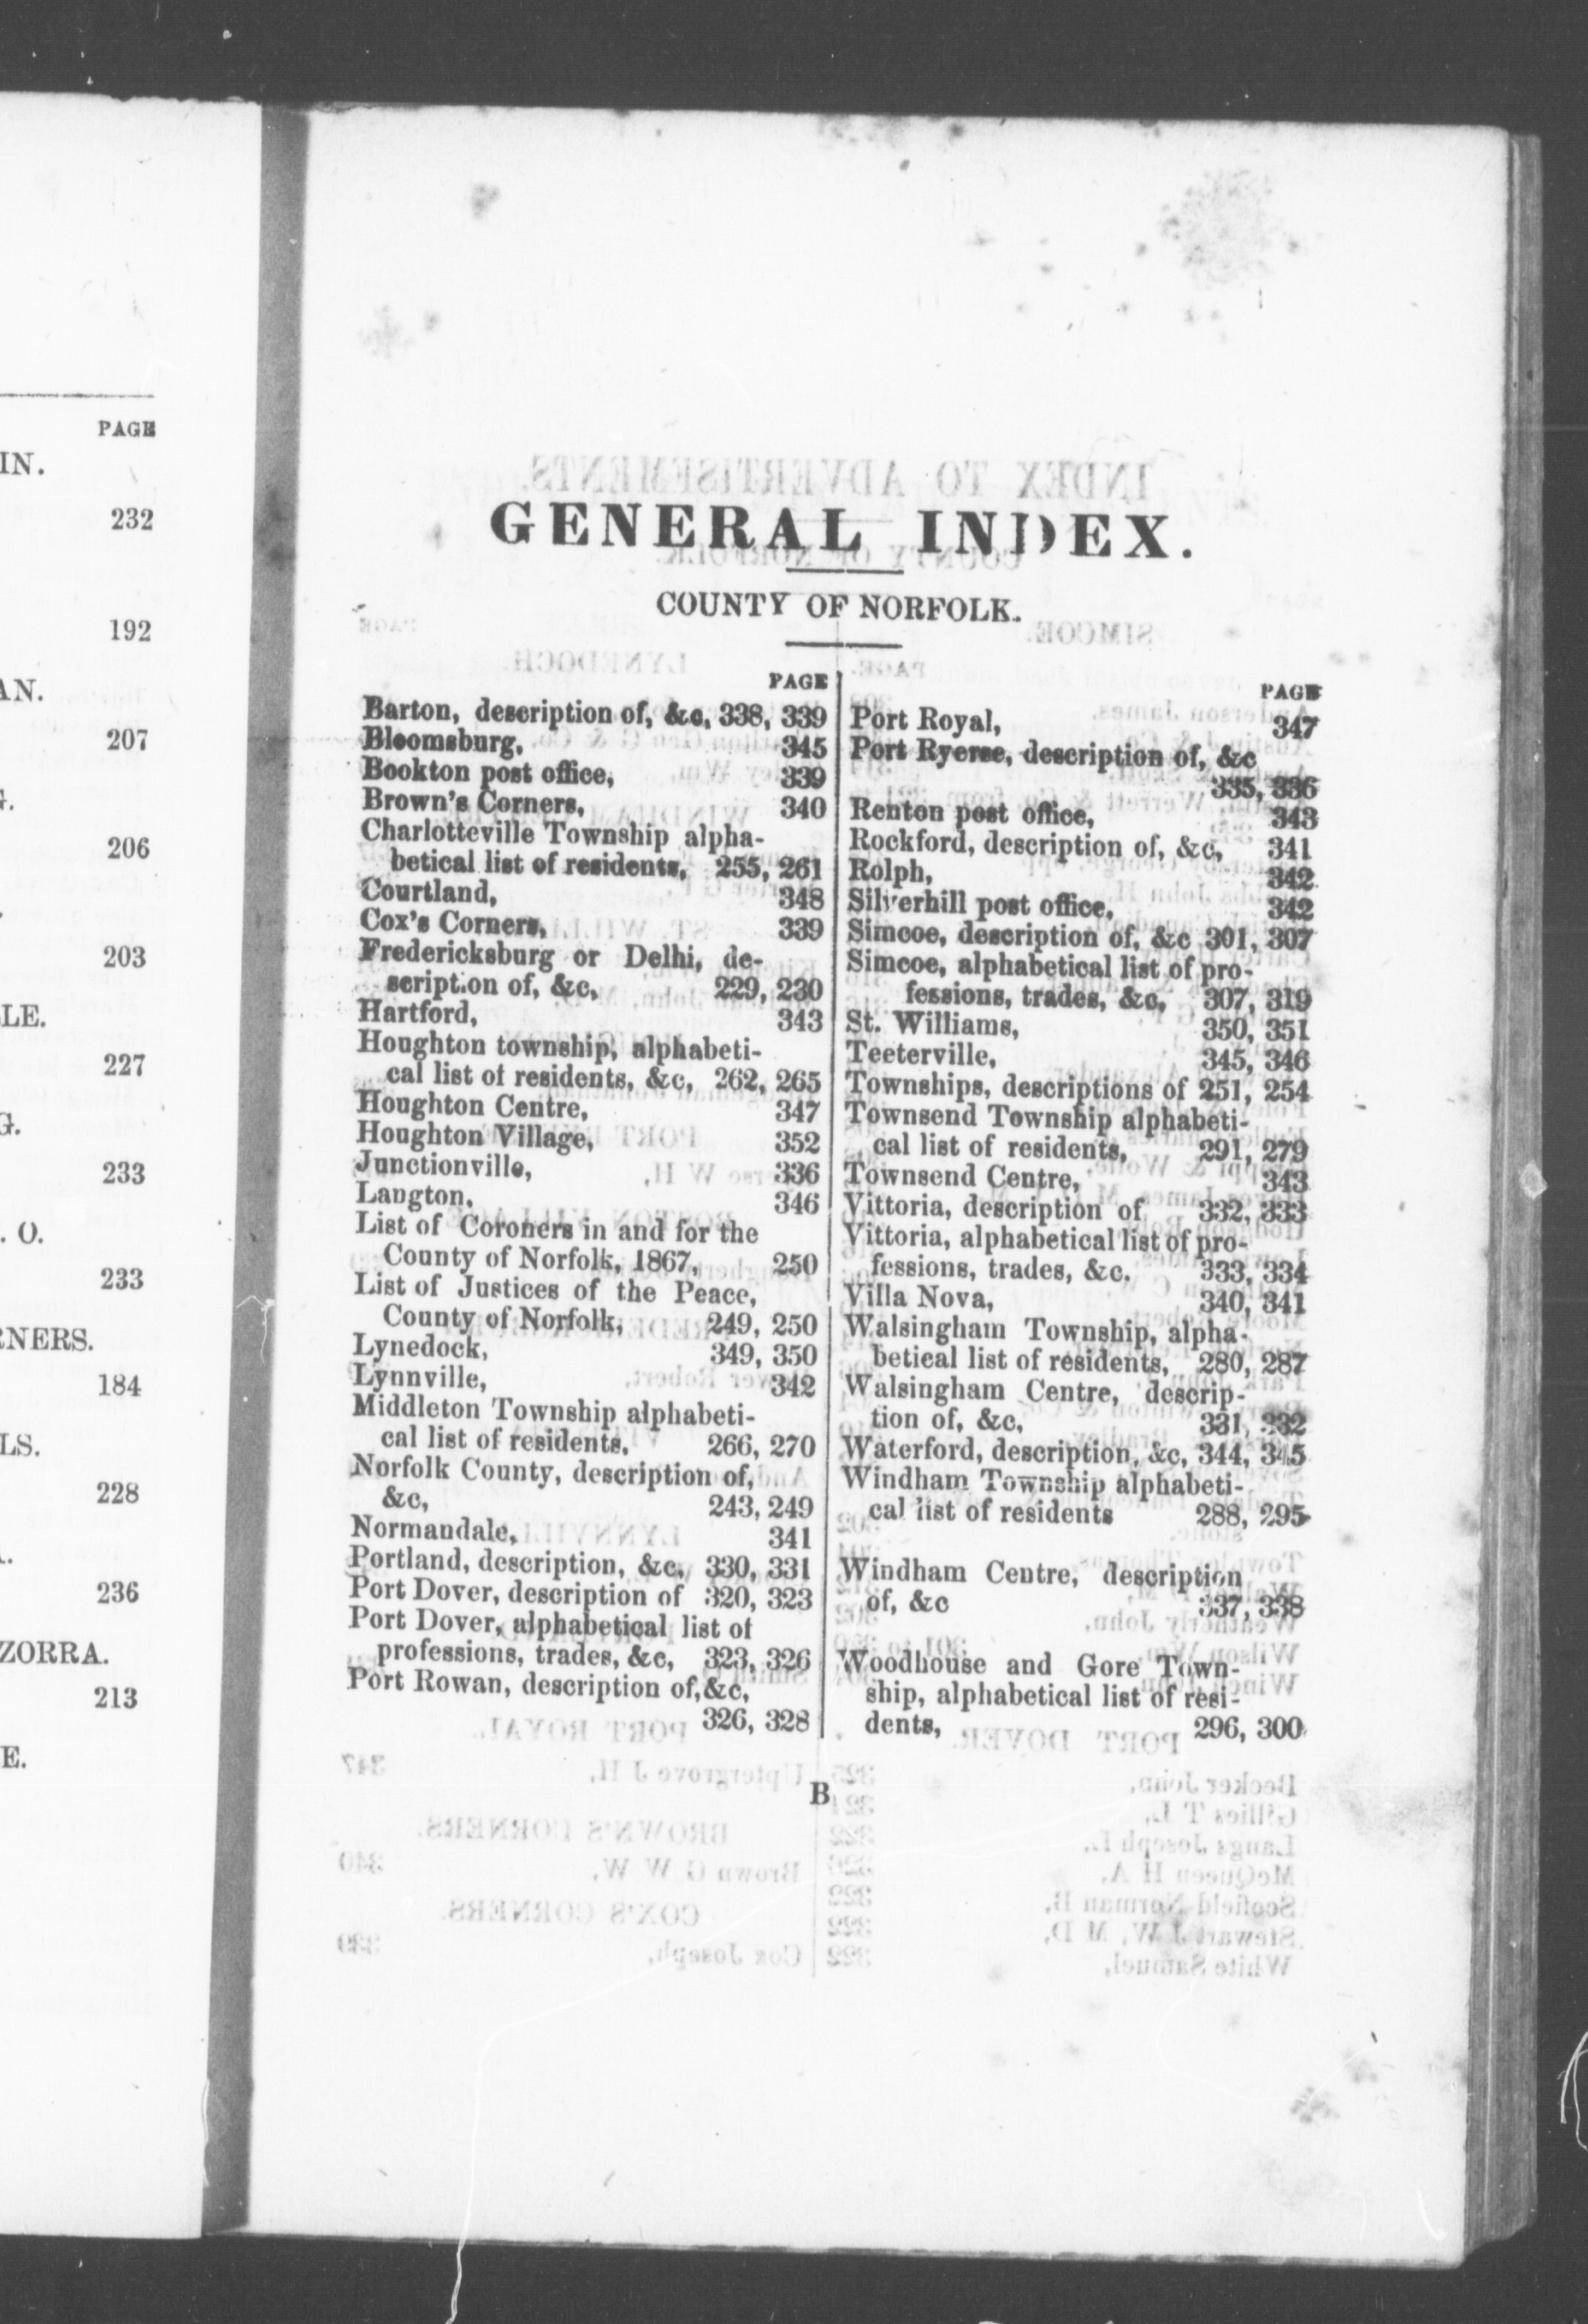 PAGE
IN.
232
192
AN.
207
G.
206
203
LE.
227
G.
233
. O.
233
RNERS.
184
LS.
228
236
ZORRA.
213
E.
GENERAL INDEX.
COUNTY OF NORFOLK.
PAGE
Barton, description of, &c, 338, 339
Bloomsburg, 345
Bookton post office, 339
Brown's Corners, 340
Charlotteville Township alpha-
betical list of residents, 255, 261
Courtland, 348
Cox's Corners, 339
Fredericksburg or Delhi, de-
scription of, &c, 229, 230
Hartford, 343
Houghton township, alphabeti-
cal list of residents, &c, 262, 265
Houghton Centre, 347
Houghton Village, 352
Junctionville, 336
Langton, 346
List of Coroners in and for the
County of Norfolk, 1867, 250
List of Justices of the Peace,
County of Norfolk, 249, 250
Lynedock, 349, 350
Lynnville, 342
Middleton Township alphabeti-
cal list of residents, 266, 270
Norfolk County, description of,
&c, 243, 249
Normandale, 341
Portland, description, &c, 330, 331
Port Dover, description of 320, 323
Port Dover, alphabetical list of
professions, trades, &c, 323, 326
Port Rowan, description of,&c,
326, 328
PAGE
Port Royal, 347
Port Ryerse, description of, &c
335, 336
Renton post office, 343
Rockford, description of, &c, 341
Rolph, 342
Silverhill post office, 342
Simcoe, description of, &c 301, 307
Simcoe, alphabetical list of pro-
fessions, trades, &c, 307, 319
St. Williams, 350, 351
Teeterville, 345, 346
Townships, descriptions of 251, 254
Townsend Township alphabeti-
cal list of residents, 291, 279
Townsend Centre, 343
Vittoria, description of 332, 333
Vittoria, alphabetical list of pro-
fessions, trades, &c. 333, 334
Villa Nova, 340, 341
Walsingham Township, alpha-
betical list of residents, 280, 287
Walsingham Centre, descrip-
tion of, &c, 331, 332
Waterford, description, &c, 344, 345
Windham Township alphabeti-
cal list of residents 288, 295
Windham Centre, description
of, &c 337, 338
Woodhouse and Gore Town-
ship, alphabetical list of resi-
dents, 296, 300
B